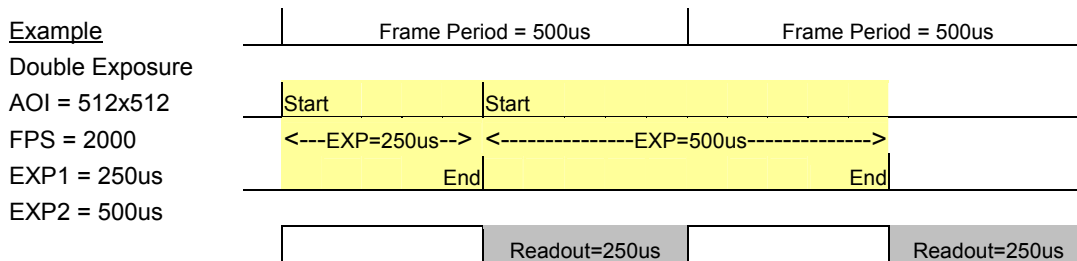 Example
Frame Period = 500us
Frame Period = 500us
Double Exposure
AOI = 512x512
Start
Start
FPS = 2000
<---EXP=250us--> <---------------EXP=500us-------------->
EXP1 = 250us
End
End
EXP2 = 500us
Readout=250us
Readout=250us